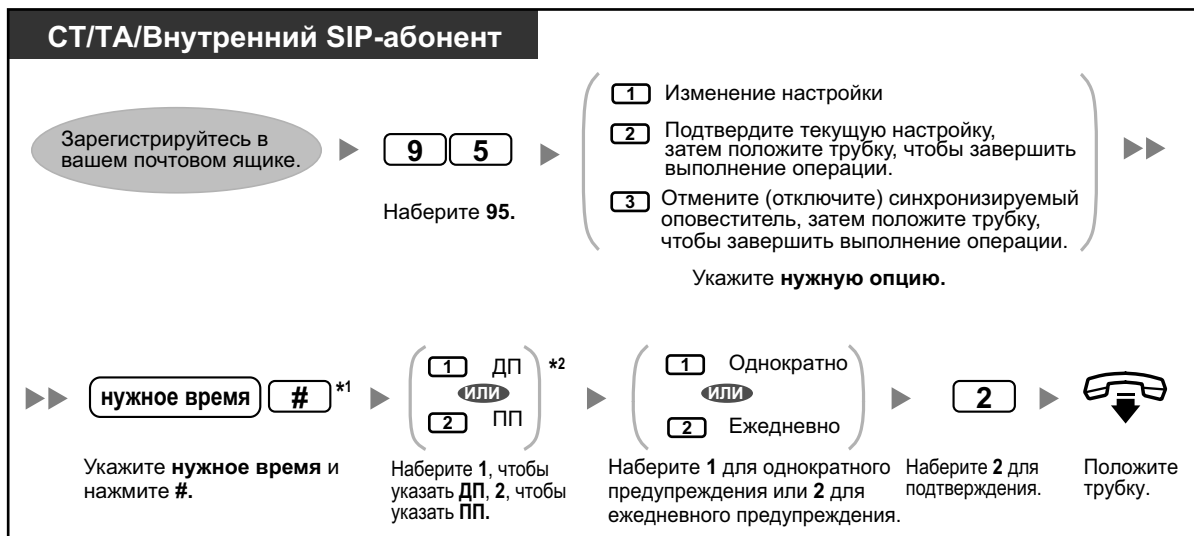 СТ/ТА/Внутренний SIP-абонент
Зарегистрируйтесь в
вашем почтовом ящике.
9 5
Наберите 95.
1 Изменение настройки
2 Подтвердите текущую настройку,
затем положите трубку, чтобы завершить
выполнение операции.
3 Отмените (отключите) синхронизируемый
оповеститель, затем положите трубку,
чтобы завершить выполнение операции.
Укажите нужную опцию.
нужное время # *1
Укажите нужное время и
нажмите #.
1 ДП *2
ИЛИ
2 ПП
Наберите 1, чтобы
указать ДП, 2, чтобы
указать ПП.
1 Однократно
ИЛИ
2 Ежедневно
Наберите 1 для однократного
предупреждения или 2 для
ежедневного предупреждения.
2
Наберите 2 для
подтверждения.
Положите
трубку.